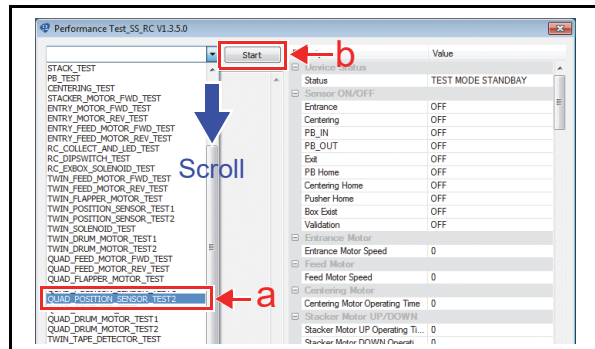 Performance Test_SS_RC V1.3.5.0
Start
b
Value
STACK_TEST
PB_TEST
CENTERING_TEST
STACKER_MOTOR_FWD_TEST
ENTRY_MOTOR_FWD_TEST
ENTRY_MOTOR_REV_TEST
ENTRY_FEED_MOTOR_FWD_TEST
ENTRY_FEED_MOTOR_REV_TEST
RC_COLLECT_AND_LED_TEST
RC_DIPSWITCH_TEST
RC_EXBOX_SOLENOID_TEST
TWIN_FEED_MOTOR_FWD_TEST
TWIN_FEED_MOTOR_REV_TEST
TWIN_FLAPPER_MOTOR_TEST
TWIN_POSITION_SENSOR_TEST1
TWIN_POSITION_SENSOR_TEST2
TWIN_SOLENOID_TEST
TWIN_DRUM_MOTOR_TEST1
TWIN_DRUM_MOTOR_TEST2
QUAD_FEED_MOTOR_FWD_TEST
QUAD_FEED_MOTOR_REV_TEST
QUAD_FLAPPER_MOTOR_TEST
QUAD_POSITION_SENSOR_TEST2
QUAD_DRUM_MOTOR_TEST1
QUAD_DRUM_MOTOR_TEST2
TWIN_TAPE_DETECTOR_TEST
Scroll
a
Device Status
Status TEST MODE STANDBAY
Sensor ON/OFF
Entrance OFF
Centering OFF
PB_IN OFF
PB_OUT OFF
Exit OFF
PB Home OFF
Centering Home OFF
Pusher Home OFF
Box Exist OFF
Validation OFF
Entrance Motor
Entrance Motor Speed 0
Feed Motor
Feed Motor Speed 0
Centering Motor
Centering Motor Operating Time 0
Stacker Motor UP/DOWN
Stacker Motor UP Operating Ti... 0
Stacker Motor DOWN Operati... 0